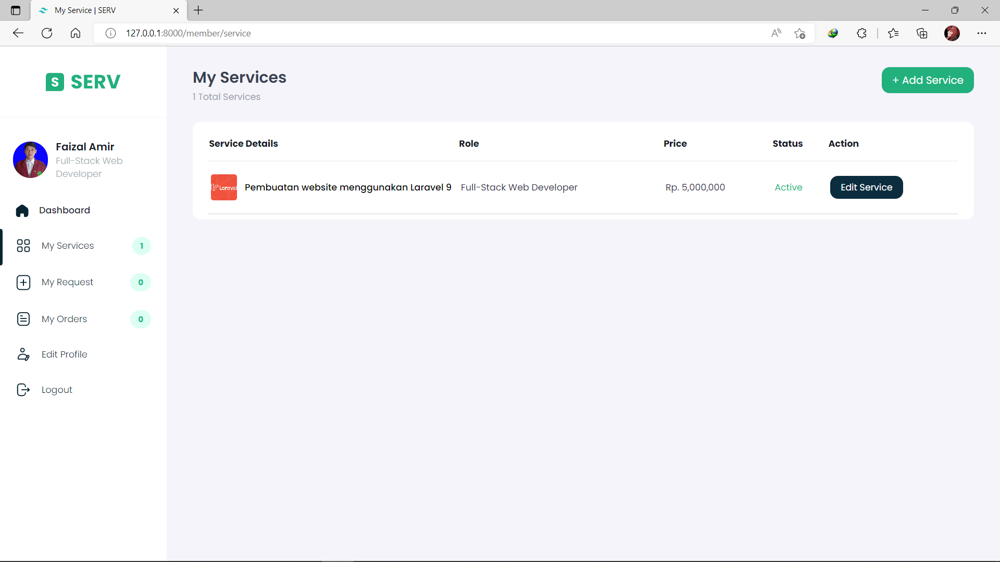 My Service | SERV
127.0.0.1:8000/member/service
S SERV
My Services
1 Total Services
+ Add Service
Faizal Amir
Full-Stack Web
Developer
Dashboard
My Services 1
My Request 0
My Orders 0
Edit Profile
Logout
Service Details Role Price Status Action
Laravel Pembuatan website menggunakan Laravel 9 Full-Stack Web Developer Rp. 5,000,000 Active Edit Service